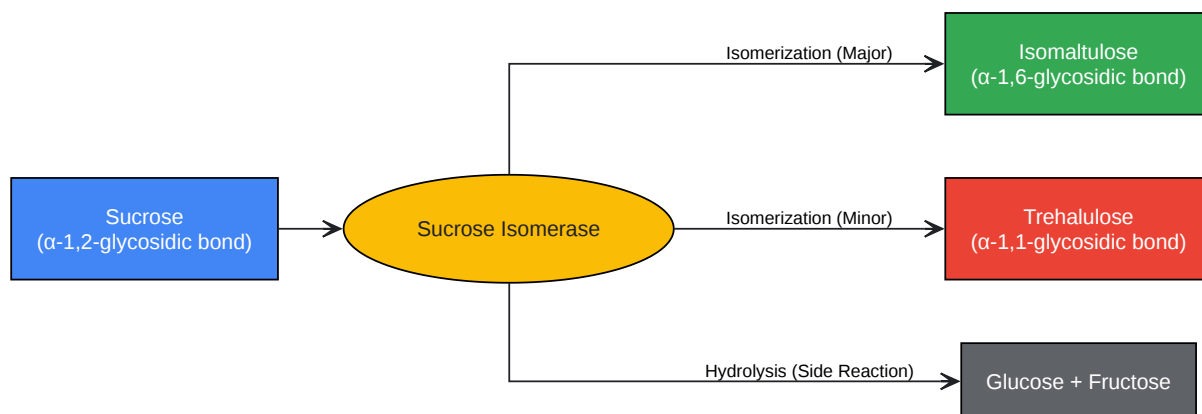 Sucrose
(α-1,2-glycosidic bond)
Sucrose Isomerase
Isomerization (Major)
Isomaltulose
(α-1,6-glycosidic bond)
Isomerization (Minor)
Trehalulose
(α-1,1-glycosidic bond)
Hydrolysis (Side Reaction)
Glucose + Fructose